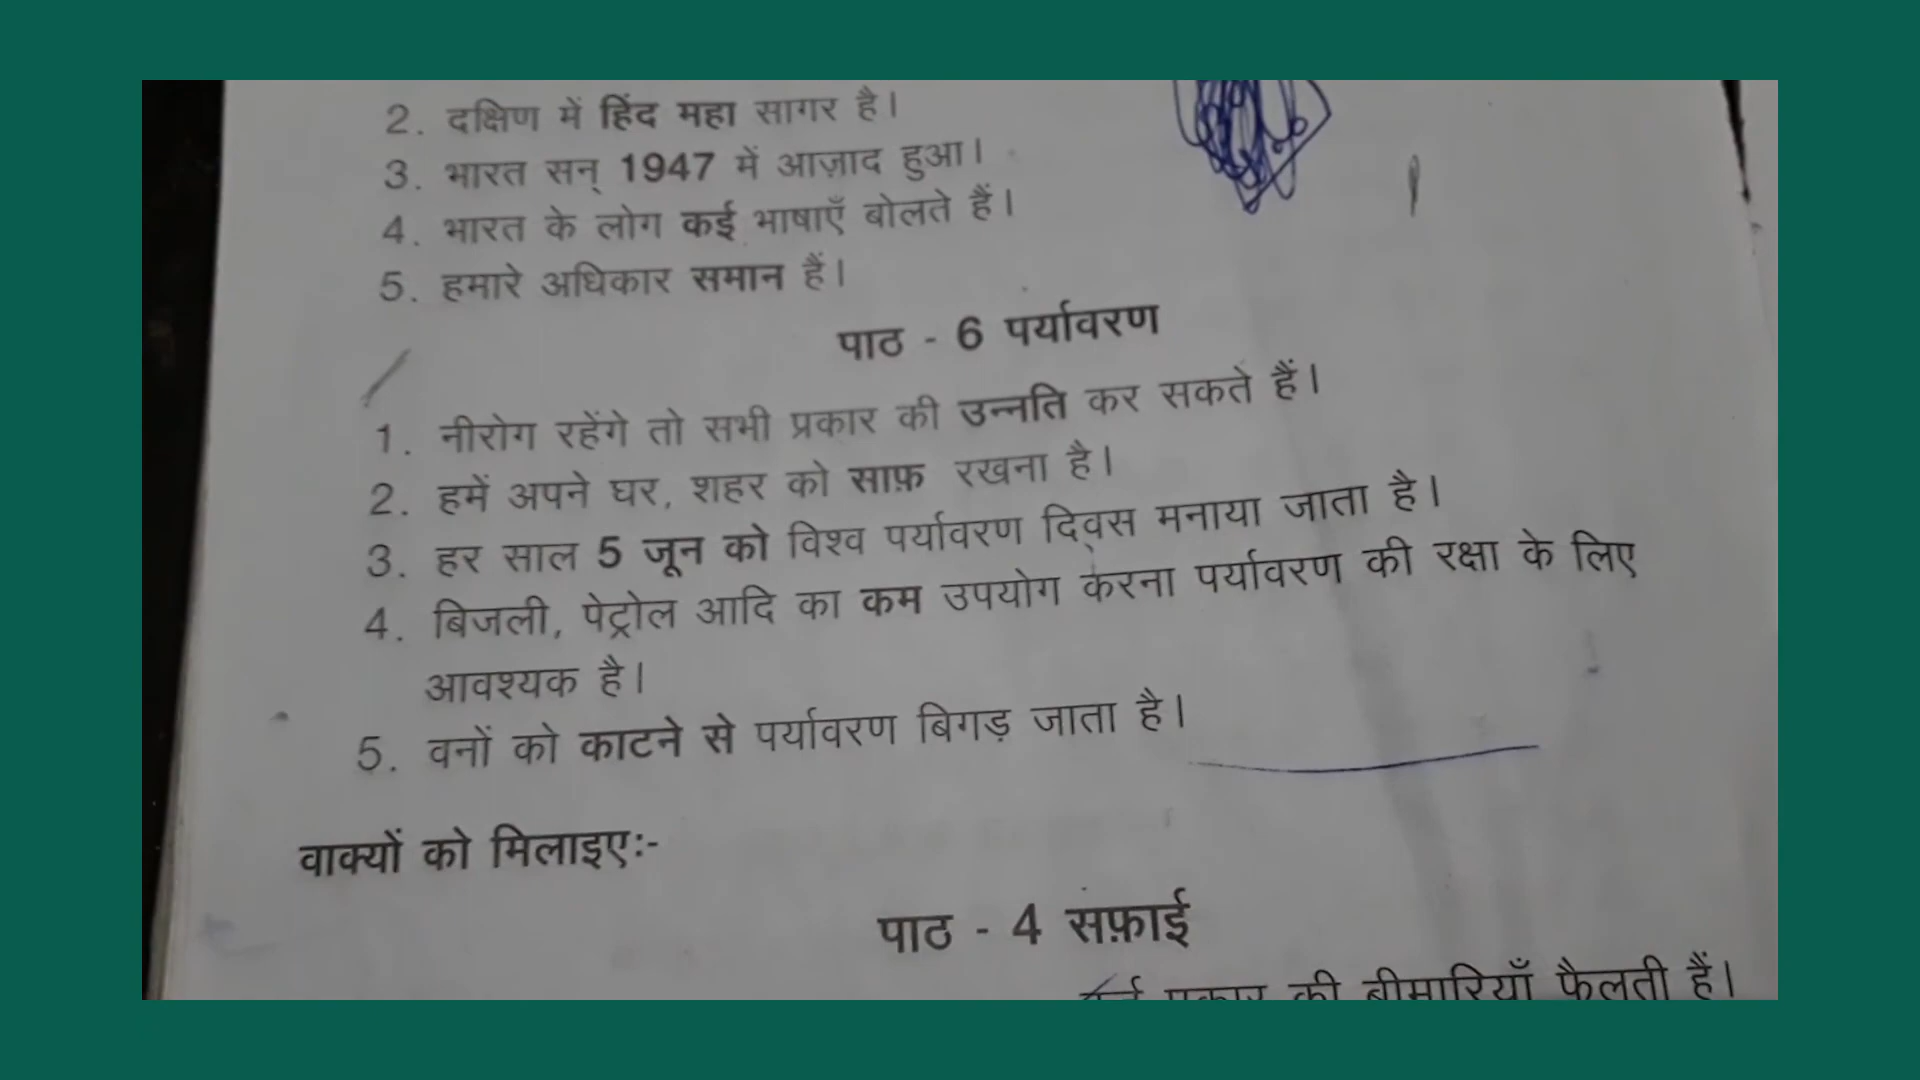 2. दक्षिण में हिंद महा सागर है।
3. भारत सन् 1947 में आज़ाद हुआ।
4. भारत के लोग कई भाषाएँ बोलते हैं।
5. हमारे अधिकार समान हैं।
पाठ - 6 पर्यावरण
1. नीरोग रहेंगे तो सभी प्रकार की उन्नति कर सकते हैं।
2. हमें अपने घर, शहर को साफ़ रखना है।
3. हर साल 5 जून को विश्व पर्यावरण दिवस मनाया जाता है।
4. बिजली, पेट्रोल आदि का कम उपयोग करना पर्यावरण की रक्षा के लिए
आवश्यक है।
5. वनों को काटने से पर्यावरण बिगड़ जाता है।
वाक्यों को मिलाइए:-
पाठ - 4 सफ़ाई
प्रकार की बीमारियाँ फैलती हैं।